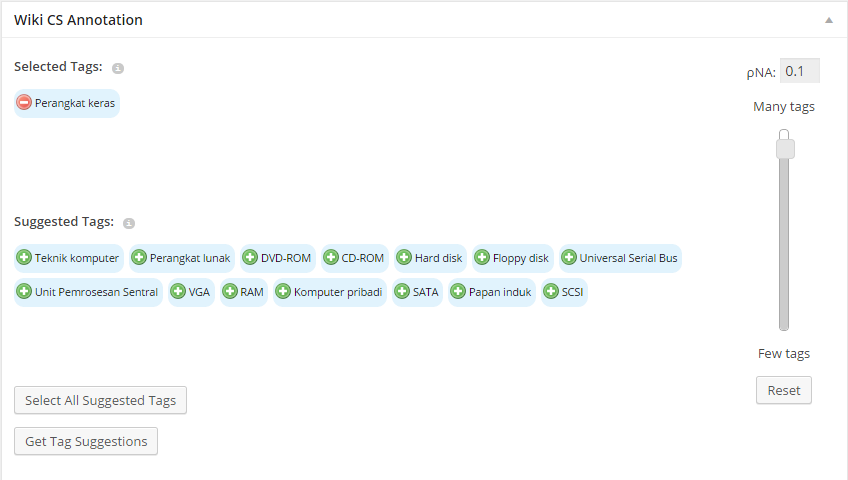 Wiki CS Annotation
Selected Tags:
ρNA: 0.1
Perangkat keras
Many tags
Suggested Tags:
Teknik komputer Perangkat lunak DVD-ROM CD-ROM Hard disk Floppy disk Universal Serial Bus
Unit Pemrosesan Sentral VGA RAM Komputer pribadi SATA Papan induk SCSI
Few tags
Select All Suggested Tags
Reset
Get Tag Suggestions